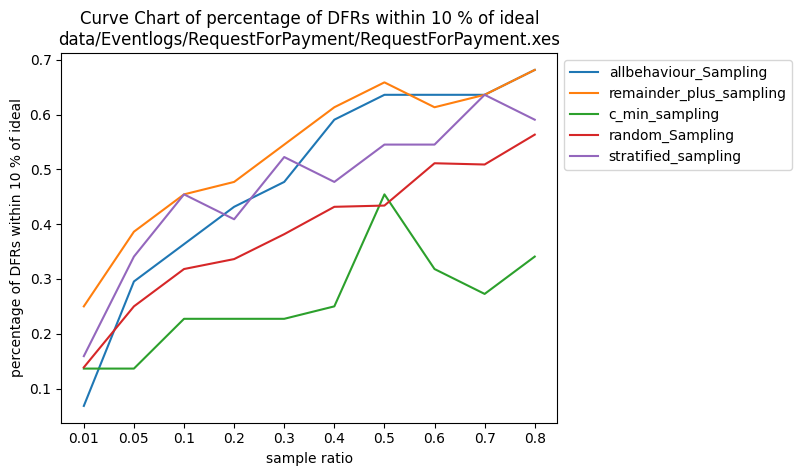 Curve Chart of percentage of DFRs within 10 % of ideal
data/Eventlogs/RequestForPayment/RequestForPayment.xes
percentage of DFRs within 10 % of ideal
0.7
0.6
0.5
0.4
0.3
0.2
0.1
0.01 0.05 0.1 0.2 0.3 0.4 0.5 0.6 0.7 0.8
sample ratio
allbehaviour_Sampling
remainder_plus_sampling
c_min_sampling
random_Sampling
stratified_sampling